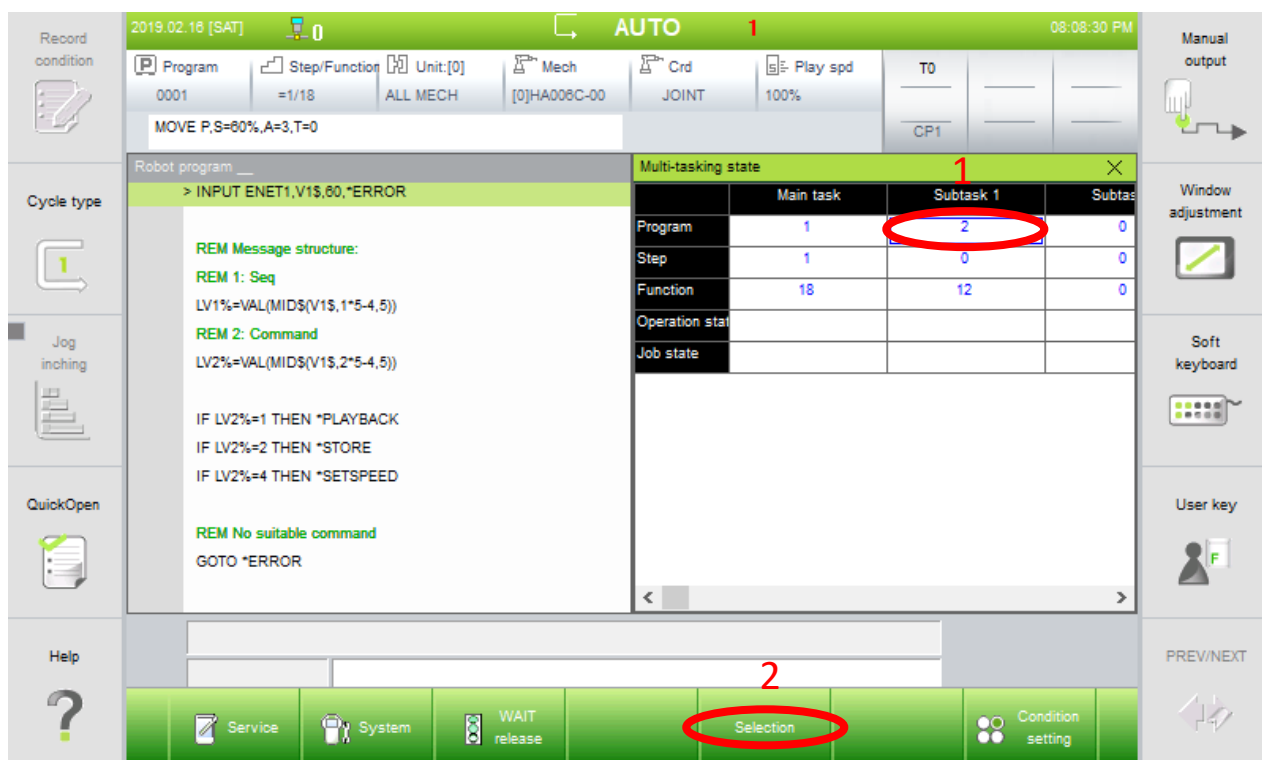 Record
condition
Cycle type
1
Jog
inching
QuickOpen
Help
2019.02.16 [SAT]
0
AUTO
1
08:08:30 PM
P Program
Step/Function
Unit:[0]
Mech
Crd
S Play spd
0001
=1/18
ALL MECH
[0]HA006C-00
JOINT
100%
T0
CP1
MOVE P,S=60%,A=3,T=0
Robot program __
> INPUT ENET1,V1$,60,*ERROR
REM Message structure:
REM 1: Seq
LV1%=VAL(MID$(V1$,1*5-4,5))
REM 2: Command
LV2%=VAL(MID$(V1$,2*5-4,5))
IF LV2%=1 THEN *PLAYBACK
IF LV2%=2 THEN *STORE
IF LV2%=4 THEN *SETSPEED
REM No suitable command
GOTO *ERROR
Multi-tasking state
1
Main task Subtask 1 Subtas
Program 1 2 0
Step 1 0 0
Function 18 12 0
Operation stat
Job state
2
Service
System
WAIT
release
Selection
Condition
setting
Manual
output
Window
adjustment
Soft
keyboard
User key
F
PREV/NEXT